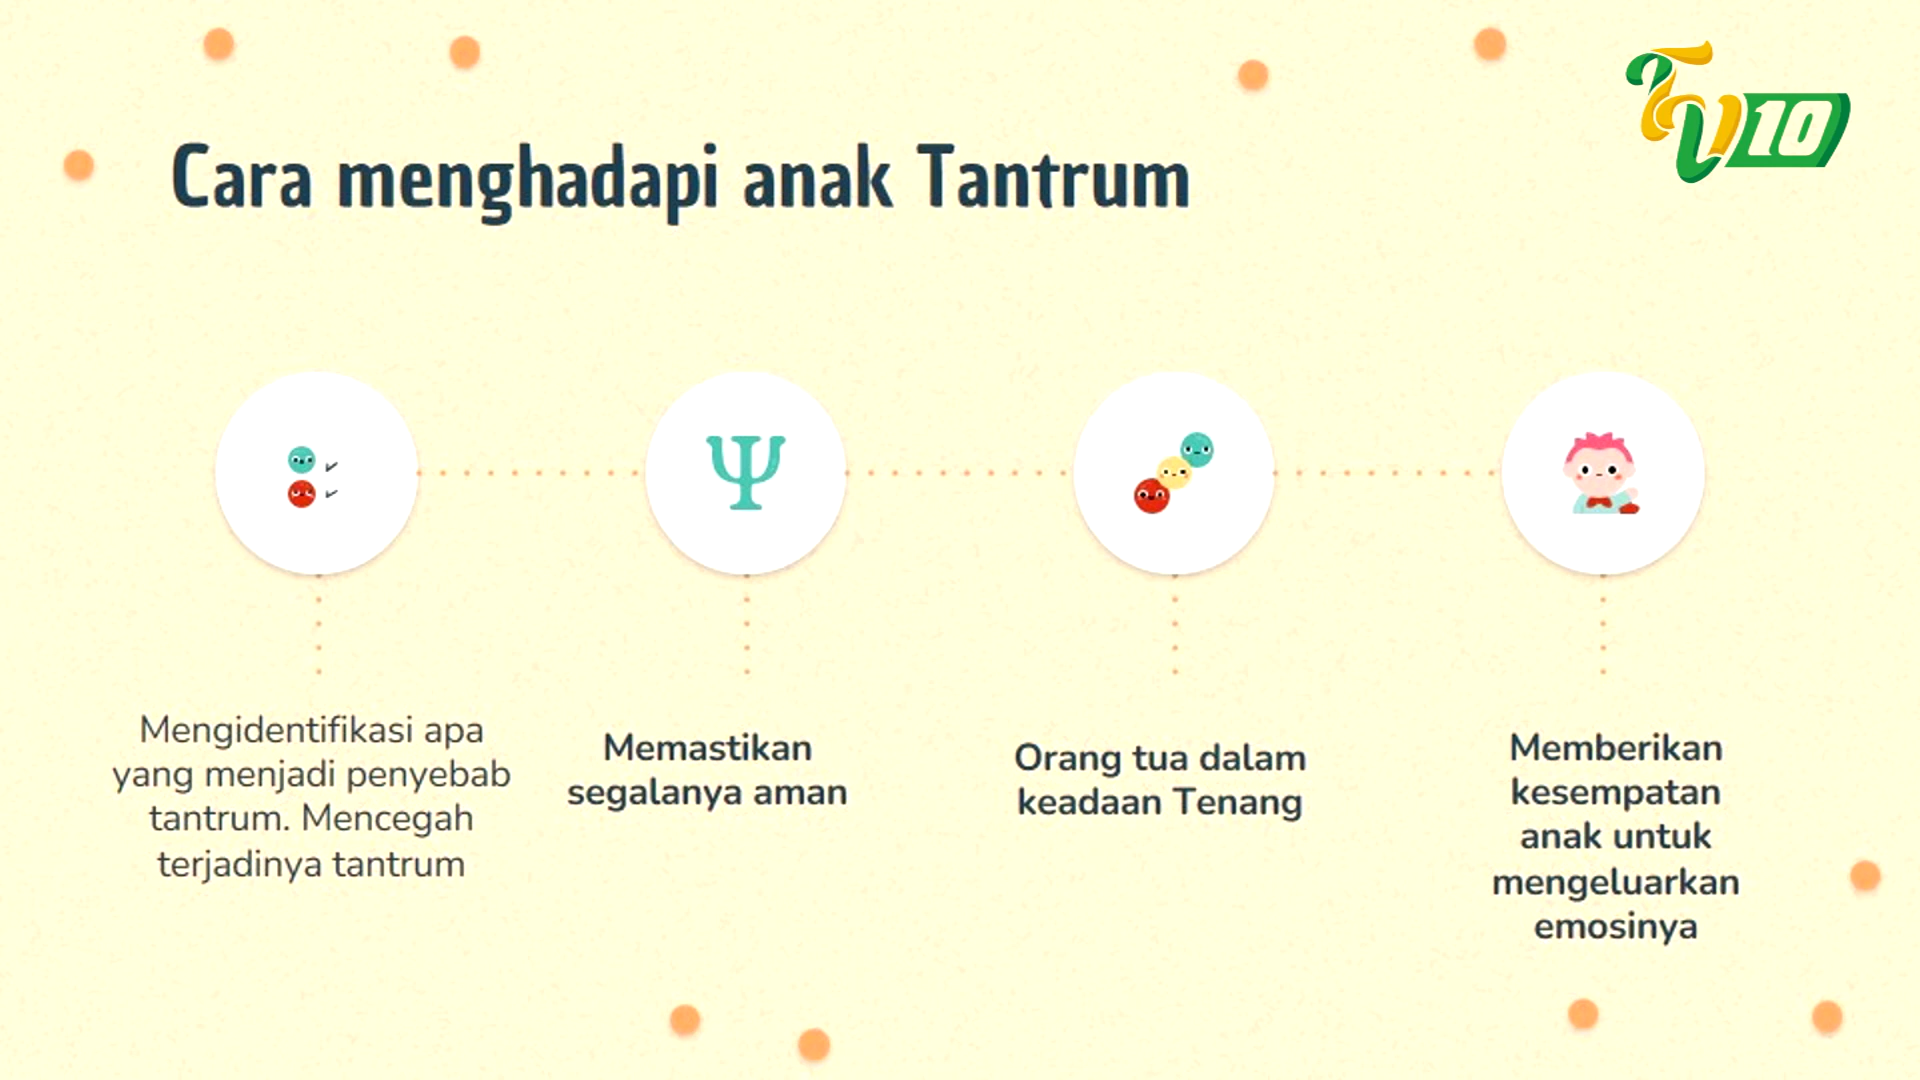 TV10
Cara menghadapi anak Tantrum
Ψ
Mengidentifikasi apa
yang menjadi penyebab
tantrum. Mencegah
terjadinya tantrum
Memastikan
segalanya aman
Orang tua dalam
keadaan Tenang
Memberikan
kesempatan
anak untuk
mengeluarkan
emosinya